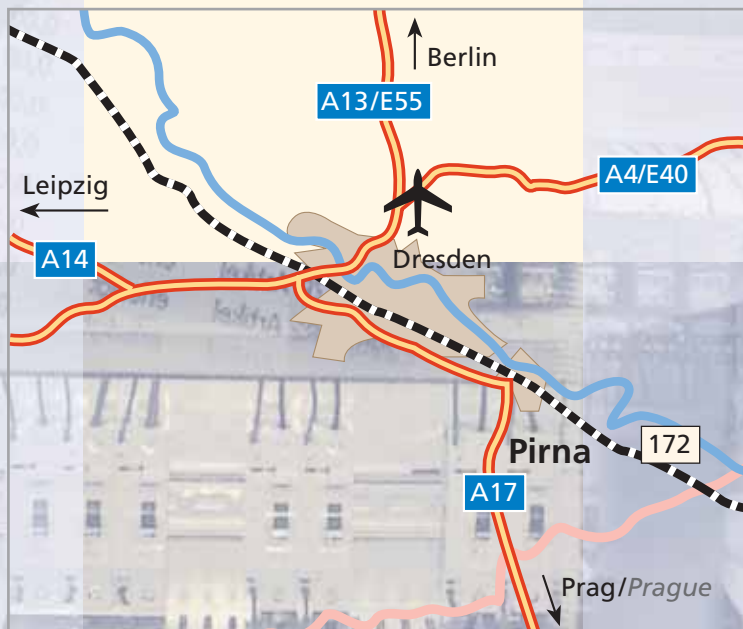 Berlin
A13/E55
A4/E40
Leipzig
A14
Dresden
172
Pirna
A17
Prag/Prague